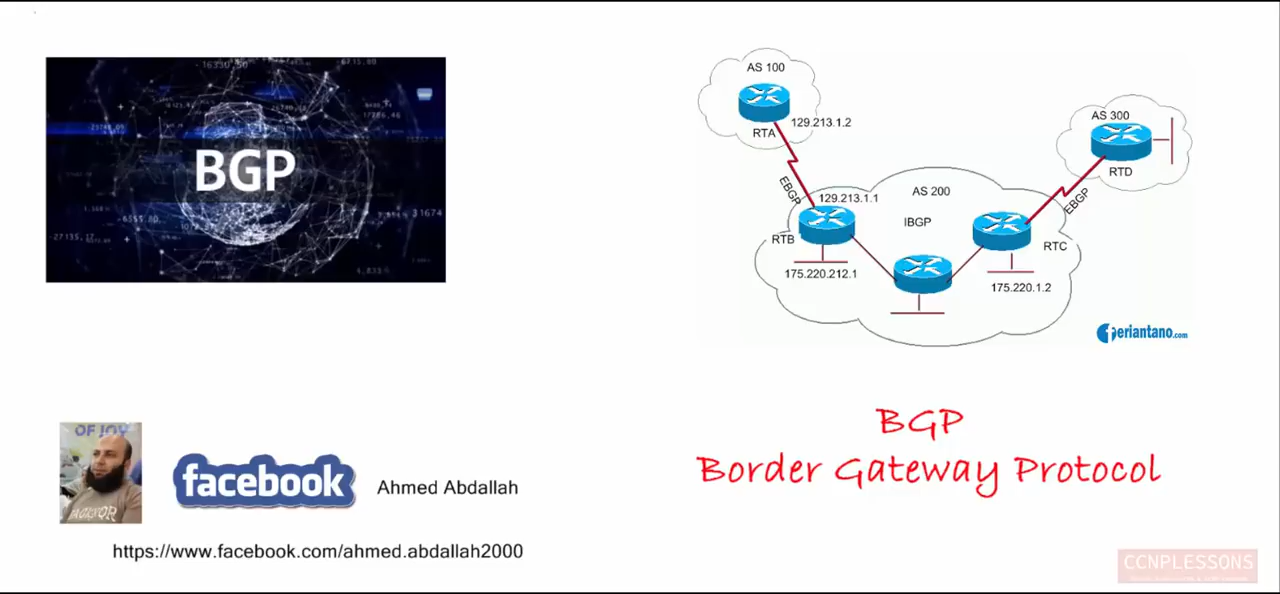 BGP
AS 100
RTA
129.213.1.2
EBGP
AS 300
RTD
EBGP
AS 200
IBGP
129.213.1.1
RTB
175.220.212.1
RTC
175.220.1.2
feriantano.com
BGP
Border Gateway Protocol
OF JOY
facebook
Ahmed Abdallah
https://www.facebook.com/ahmed.abdallah2000
CCNPLESSONS